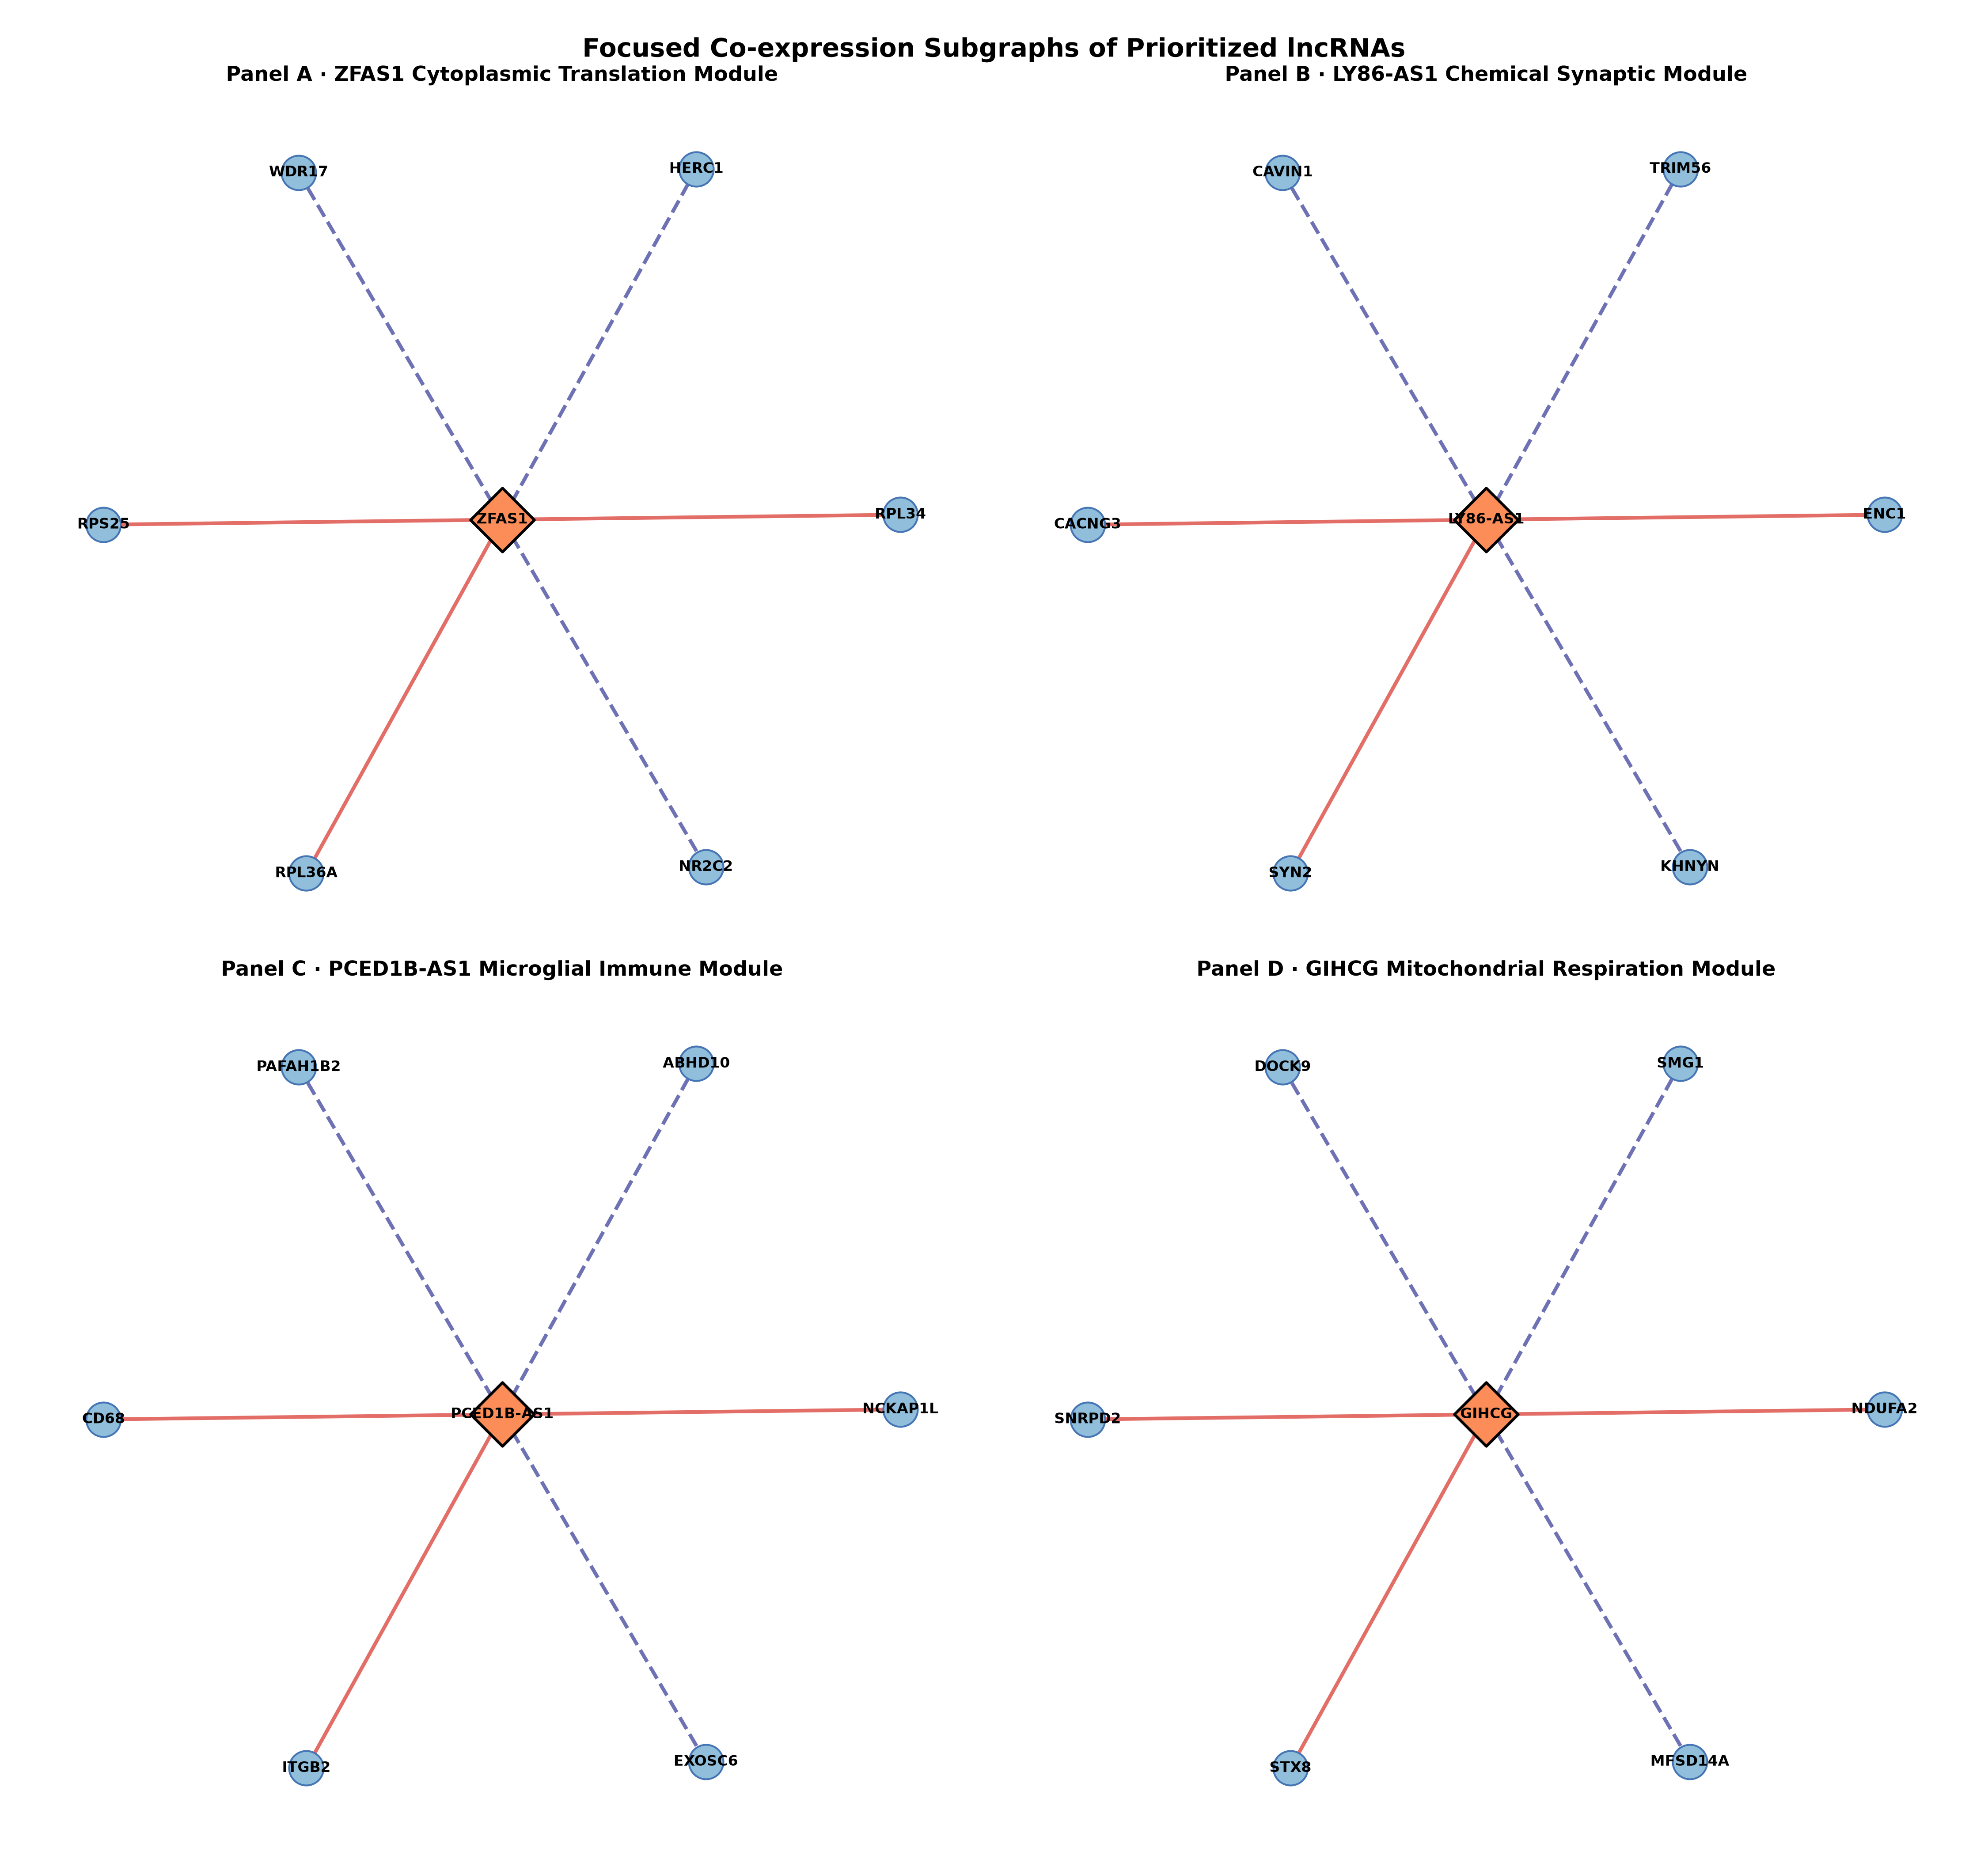 Focused Co-expression Subgraphs of Prioritized lncRNAs
Panel A · ZFAS1 Cytoplasmic Translation Module
WDR17
HERC1
RPS25
ZFAS1
RPL34
RPL36A
NR2C2
Panel B · LY86-AS1 Chemical Synaptic Module
CAVIN1
TRIM56
CACNG3
LY86-AS1
ENC1
SYN2
KHNYN
Panel C · PCED1B-AS1 Microglial Immune Module
PAFAH1B2
ABHD10
CD68
PCED1B-AS1
NCKAP1L
ITGB2
EXOSC6
Panel D · GIHCG Mitochondrial Respiration Module
DOCK9
SMG1
SNRPD2
GIHCG
NDUFA2
STX8
MFSD14A